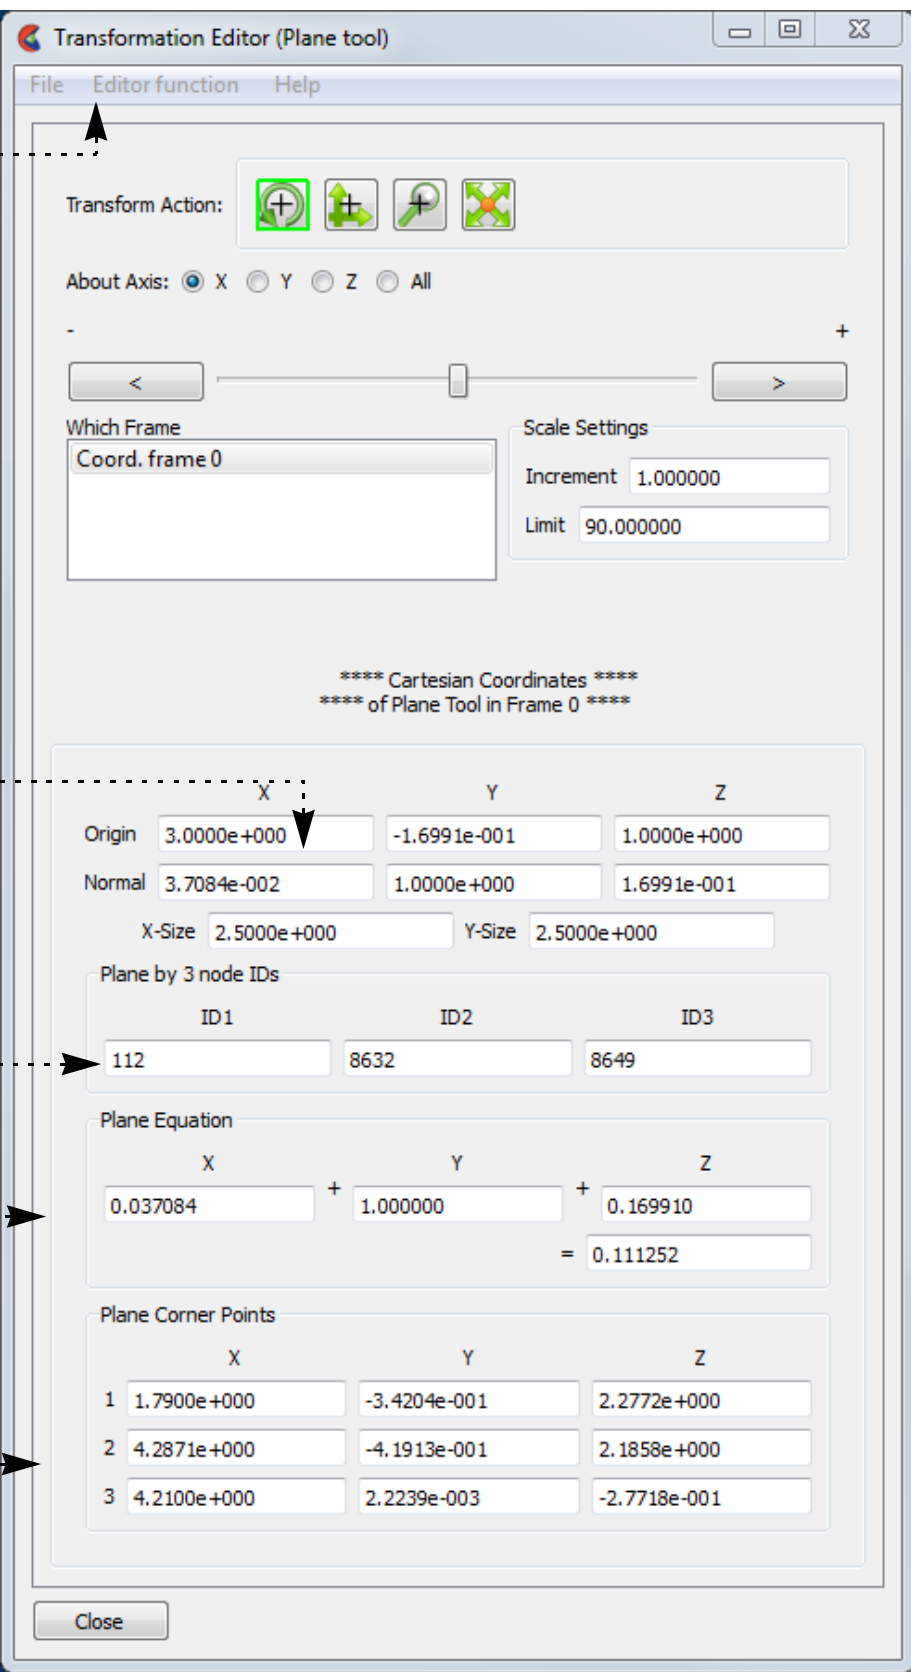 Transformation Editor (Plane tool)
File Editor function Help
Transform Action:
About Axis: X Y Z All
- +
< >
Which Frame Scale Settings
Coord. frame 0
Increment 1.000000
Limit 90.000000
**** Cartesian Coordinates ****
**** of Plane Tool in Frame 0 ****
X Y Z
Origin 3.0000e+000 -1.6991e-001 1.0000e+000
Normal 3.7084e-002 1.0000e+000 1.6991e-001
X-Size 2.5000e+000 Y-Size 2.5000e+000
Plane by 3 node IDs
ID1 ID2 ID3
112 8632 8649
Plane Equation
X Y Z
0.037084 + 1.000000 + 0.169910
= 0.111252
Plane Corner Points
X Y Z
1 1.7900e+000 -3.4204e-001 2.2772e+000
2 4.2871e+000 -4.1913e-001 2.1858e+000
3 4.2100e+000 2.2239e-003 -2.7718e-001
Close